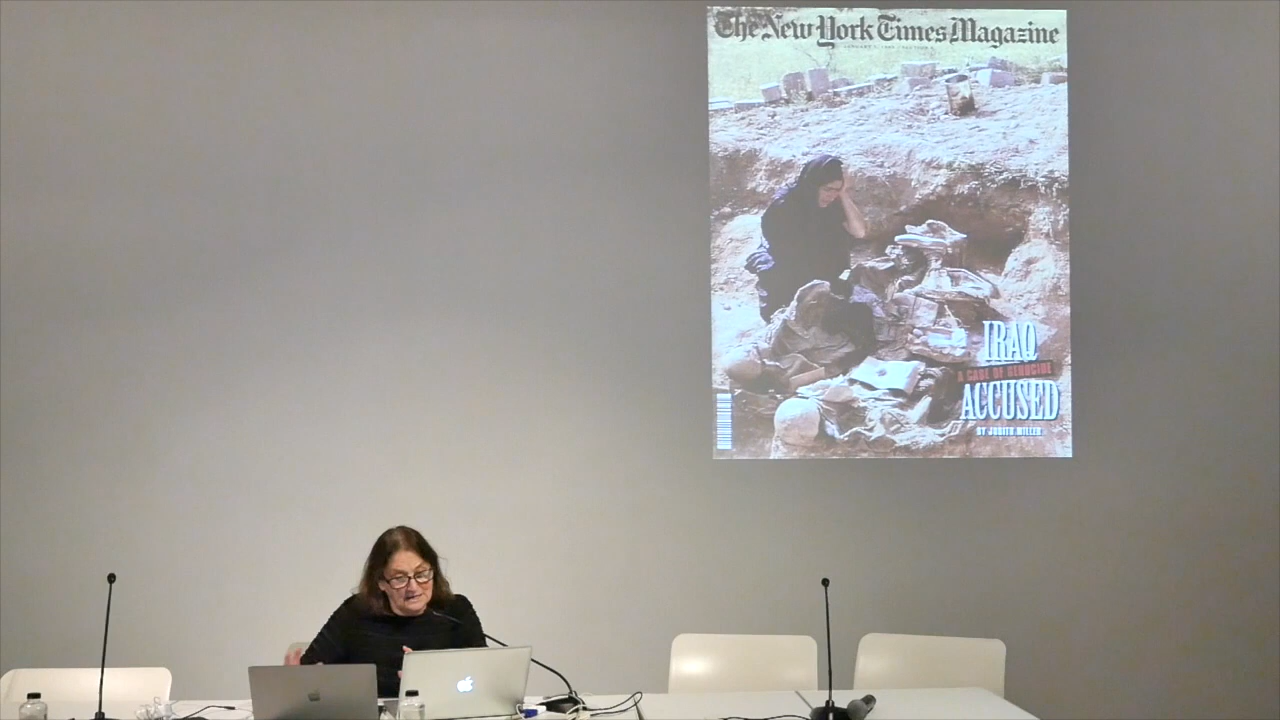 The New York Times Magazine
IRAQ
A CASE OF GENOCIDE
ACCUSED
BY JUDITH MILLER